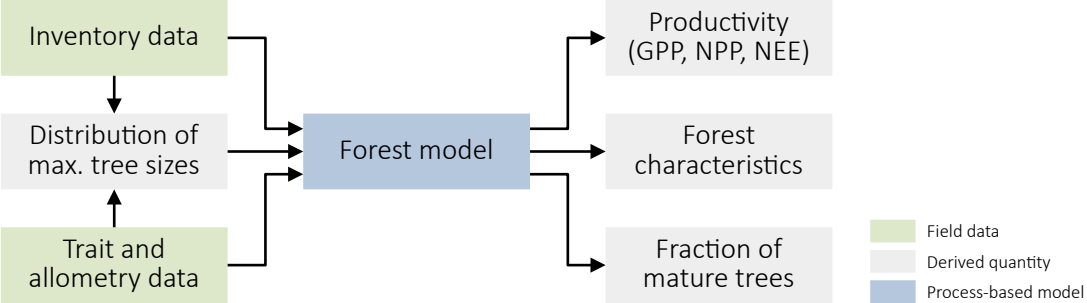 Inventory data
Distribution of
max. tree sizes
Trait and
allometry data
Forest model
Productivity
(GPP, NPP, NEE)
Forest
characteristics
Fraction of
mature trees
Field data
Derived quantity
Process-based model